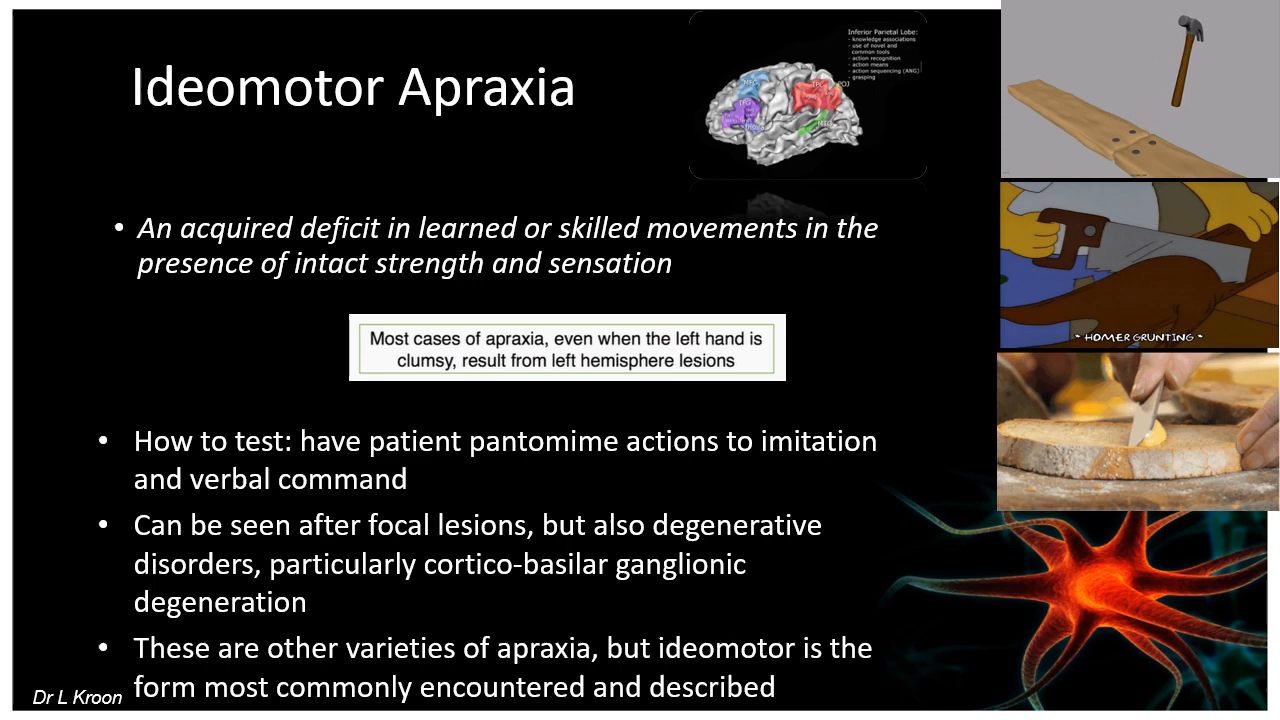 Ideomotor Apraxia
Inferior Parietal Lobe:
- knowledge associations
- use of novel and
common tools
- action recognition
- action means
- action sequencing (ANG)
- grasping
• An acquired deficit in learned or skilled movements in the
presence of intact strength and sensation
Most cases of apraxia, even when the left hand is
clumsy, result from left hemisphere lesions
• How to test: have patient pantomime actions to imitation
and verbal command
• Can be seen after focal lesions, but also degenerative
disorders, particularly cortico-basilar ganglionic
degeneration
• These are other varieties of apraxia, but ideomotor is the
form most commonly encountered and described
Dr L Kroon
- HOMER GRUNTING -